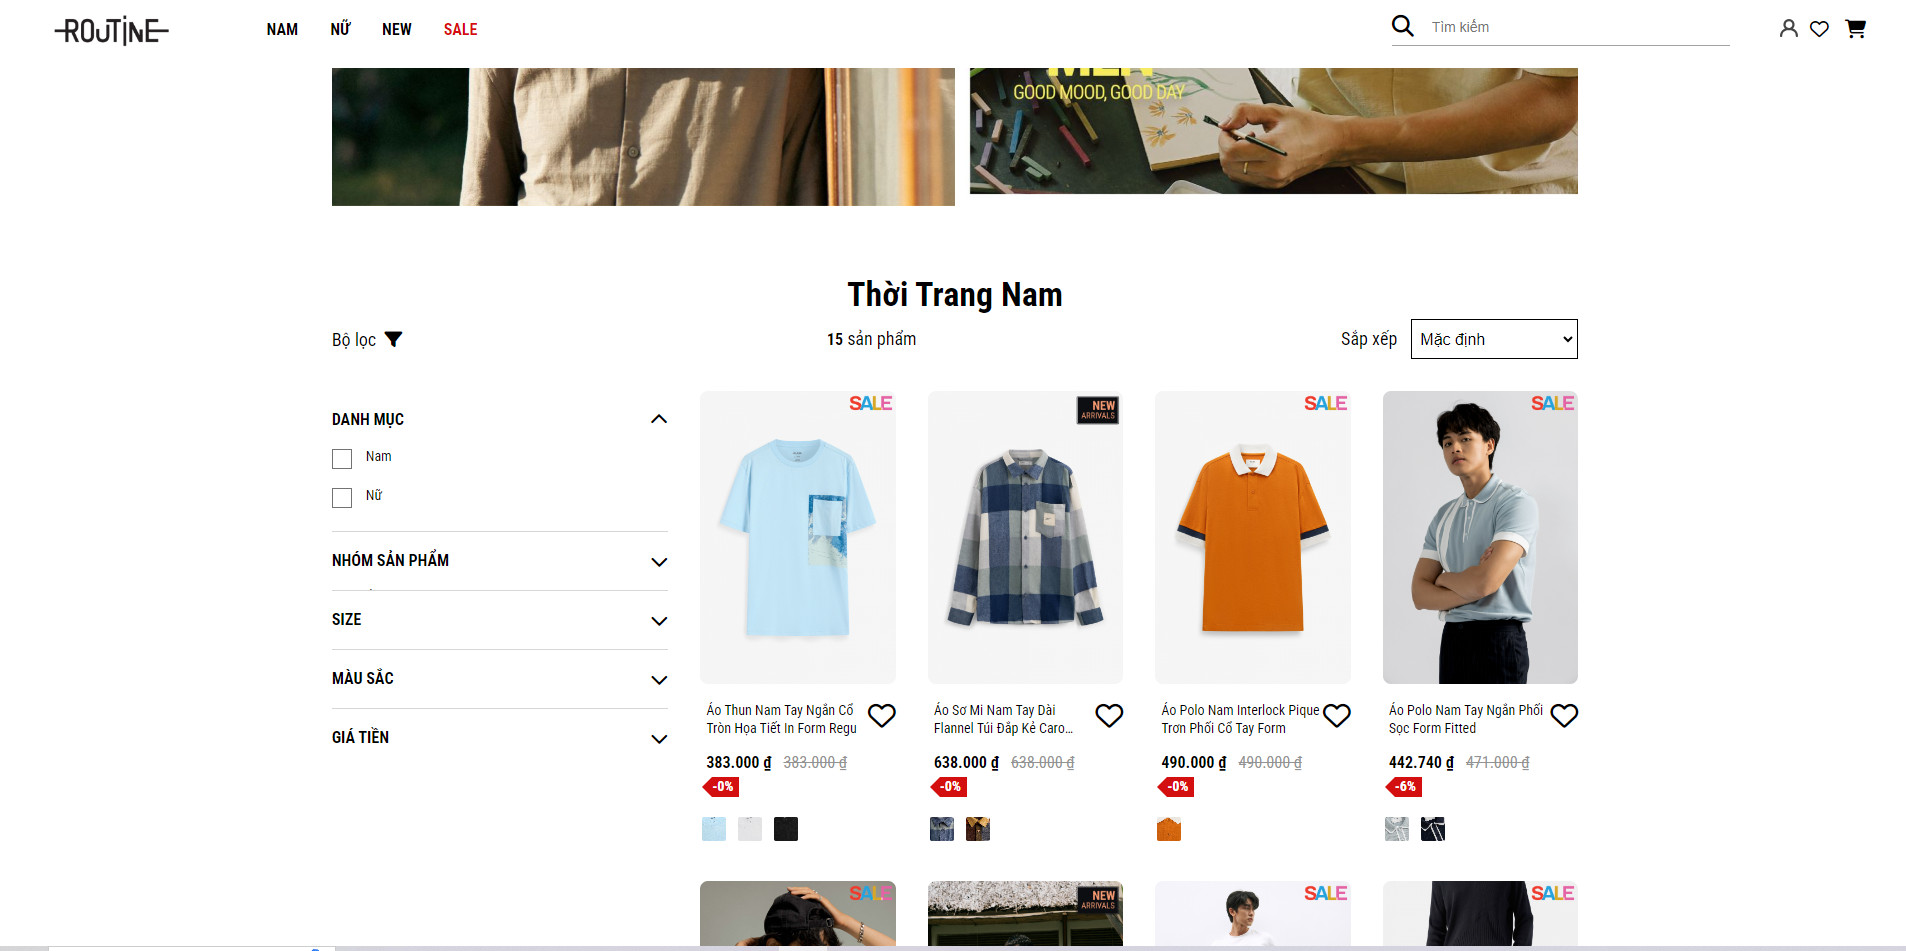 ROUTINE
NAM NỮ NEW SALE
Tìm kiếm
MEN
GOOD MOOD, GOOD DAY
Thời Trang Nam
Bộ lọc
15 sản phẩm
Sắp xếp
Mặc định
DANH MỤC
Nam
Nữ
NHÓM SẢN PHẨM
SIZE
MÀU SẮC
GIÁ TIỀN
SALE
Áo Thun Nam Tay Ngắn Cổ
Tròn Họa Tiết In Form Regu
383.000 ₫ 383.000 ₫
-0%
NEW
ARRIVALS
Áo Sơ Mi Nam Tay Dài
Flannel Túi Đắp Kẻ Caro...
638.000 ₫ 638.000 ₫
-0%
SALE
Áo Polo Nam Interlock Pique
Trơn Phối Cổ Tay Form
490.000 ₫ 490.000 ₫
-0%
SALE
Áo Polo Nam Tay Ngắn Phối
Sọc Form Fitted
442.740 ₫ 471.000 ₫
-6%
SALE
NEW
ARRIVALS
SALE
SALE